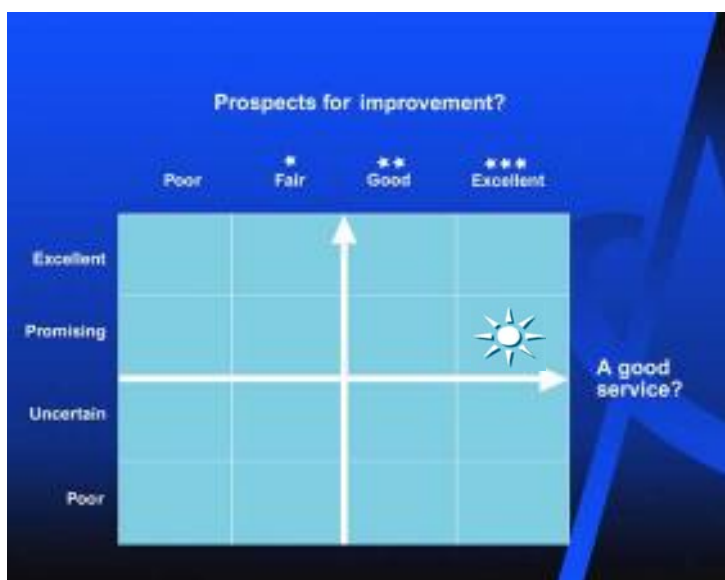 Prospects for improvement?
* ** ***
Poor Fair Good Excellent
Excellent
Promising
A good
service?
Uncertain
Poor